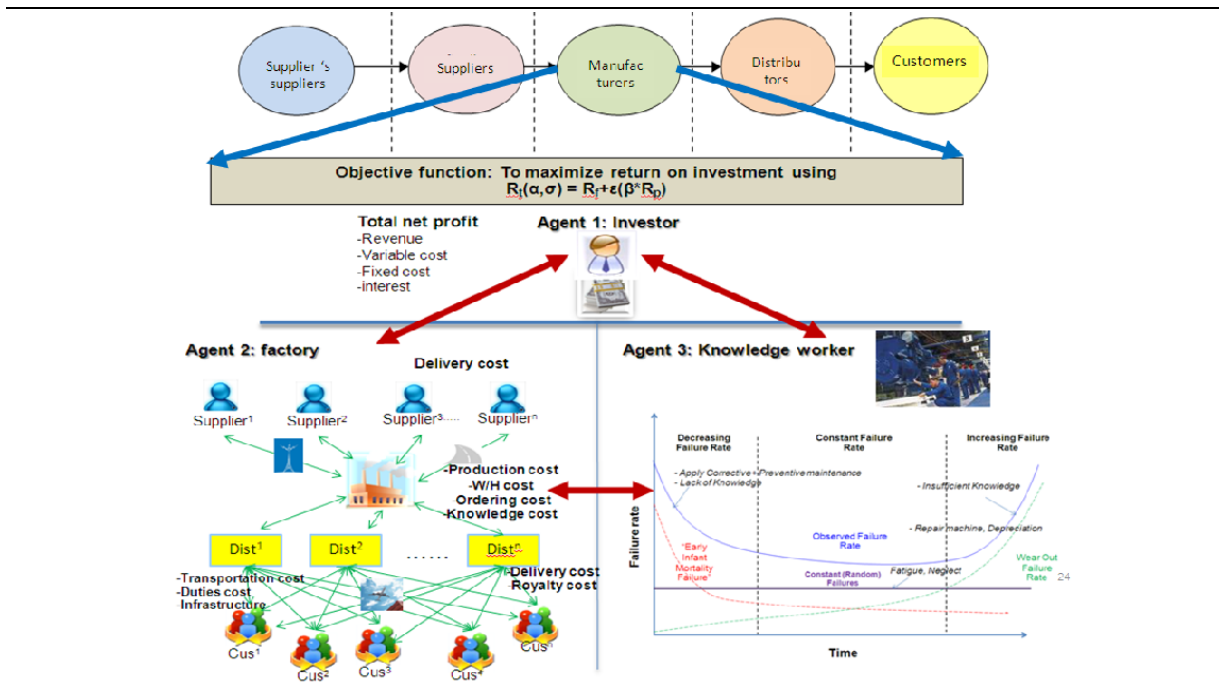 Supplier 's
suppliers
Suppliers
Manufac
turers
Distribu
tors
Customers
Objective function: To maximize return on investment using
Rⱼ(α,σ) = R_f+ε(β*Rₚ)
Total net profit
-Revenue
-Variable cost
-Fixed cost
-interest
Agent 1: Investor
Agent 2: factory
Delivery cost
Supplier¹
Supplier²
Supplier³.....
Supplierⁿ
-Production cost
-W/H cost
Ordering cost
-Knowledge cost
Dist¹
Dist²
......
Distⁿ
-Transportation cost
-Duties cost
-Infrastructure
-Delivery cost
Royalty cost
Cus¹
Cus²
Cus³
Cus⁴
Cusⁿ
Agent 3: Knowledge worker
Decreasing
Failure Rate
Constant Failure
Rate
Increasing Failure
Rate
- Apply Corrective + Preventive maintenance
- Lack of Knowledge
- Insufficient Knowledge
- Repair machine, Depreciation
Observed Failure
Rate
"Early
Infant
Mortality
Failure"
Constant (Random)
Failures
Fatigue, Neglect
Wear Out
Failure
Rate
24
Failure rate
Time